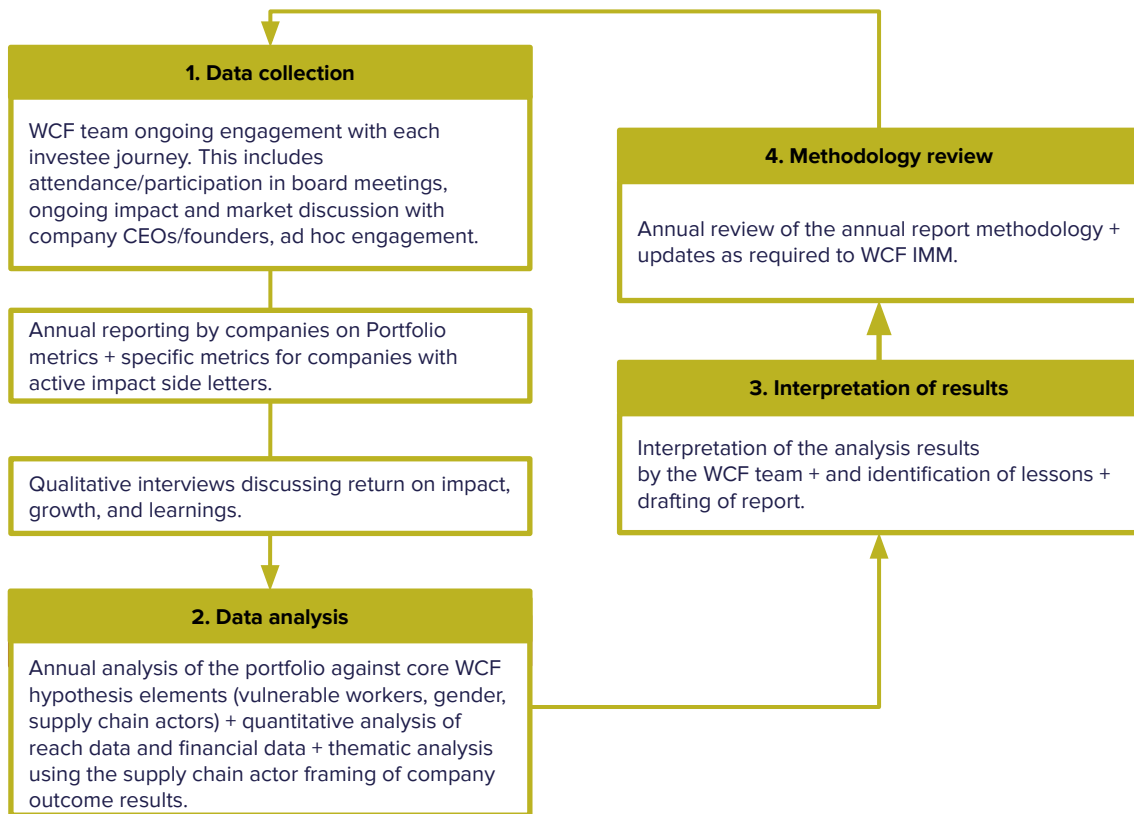 1. Data collection
WCF team ongoing engagement with each
investee journey. This includes
attendance/participation in board meetings,
ongoing impact and market discussion with
company CEOs/founders, ad hoc engagement.
Annual reporting by companies on Portfolio
metrics + specific metrics for companies with
active impact side letters.
Qualitative interviews discussing return on impact,
growth, and learnings.
2. Data analysis
Annual analysis of the portfolio against core WCF
hypothesis elements (vulnerable workers, gender,
supply chain actors) + quantitative analysis of
reach data and financial data + thematic analysis
using the supply chain actor framing of company
outcome results.
3. Interpretation of results
Interpretation of the analysis results
by the WCF team + and identification of lessons +
drafting of report.
4. Methodology review
Annual review of the annual report methodology +
updates as required to WCF IMM.